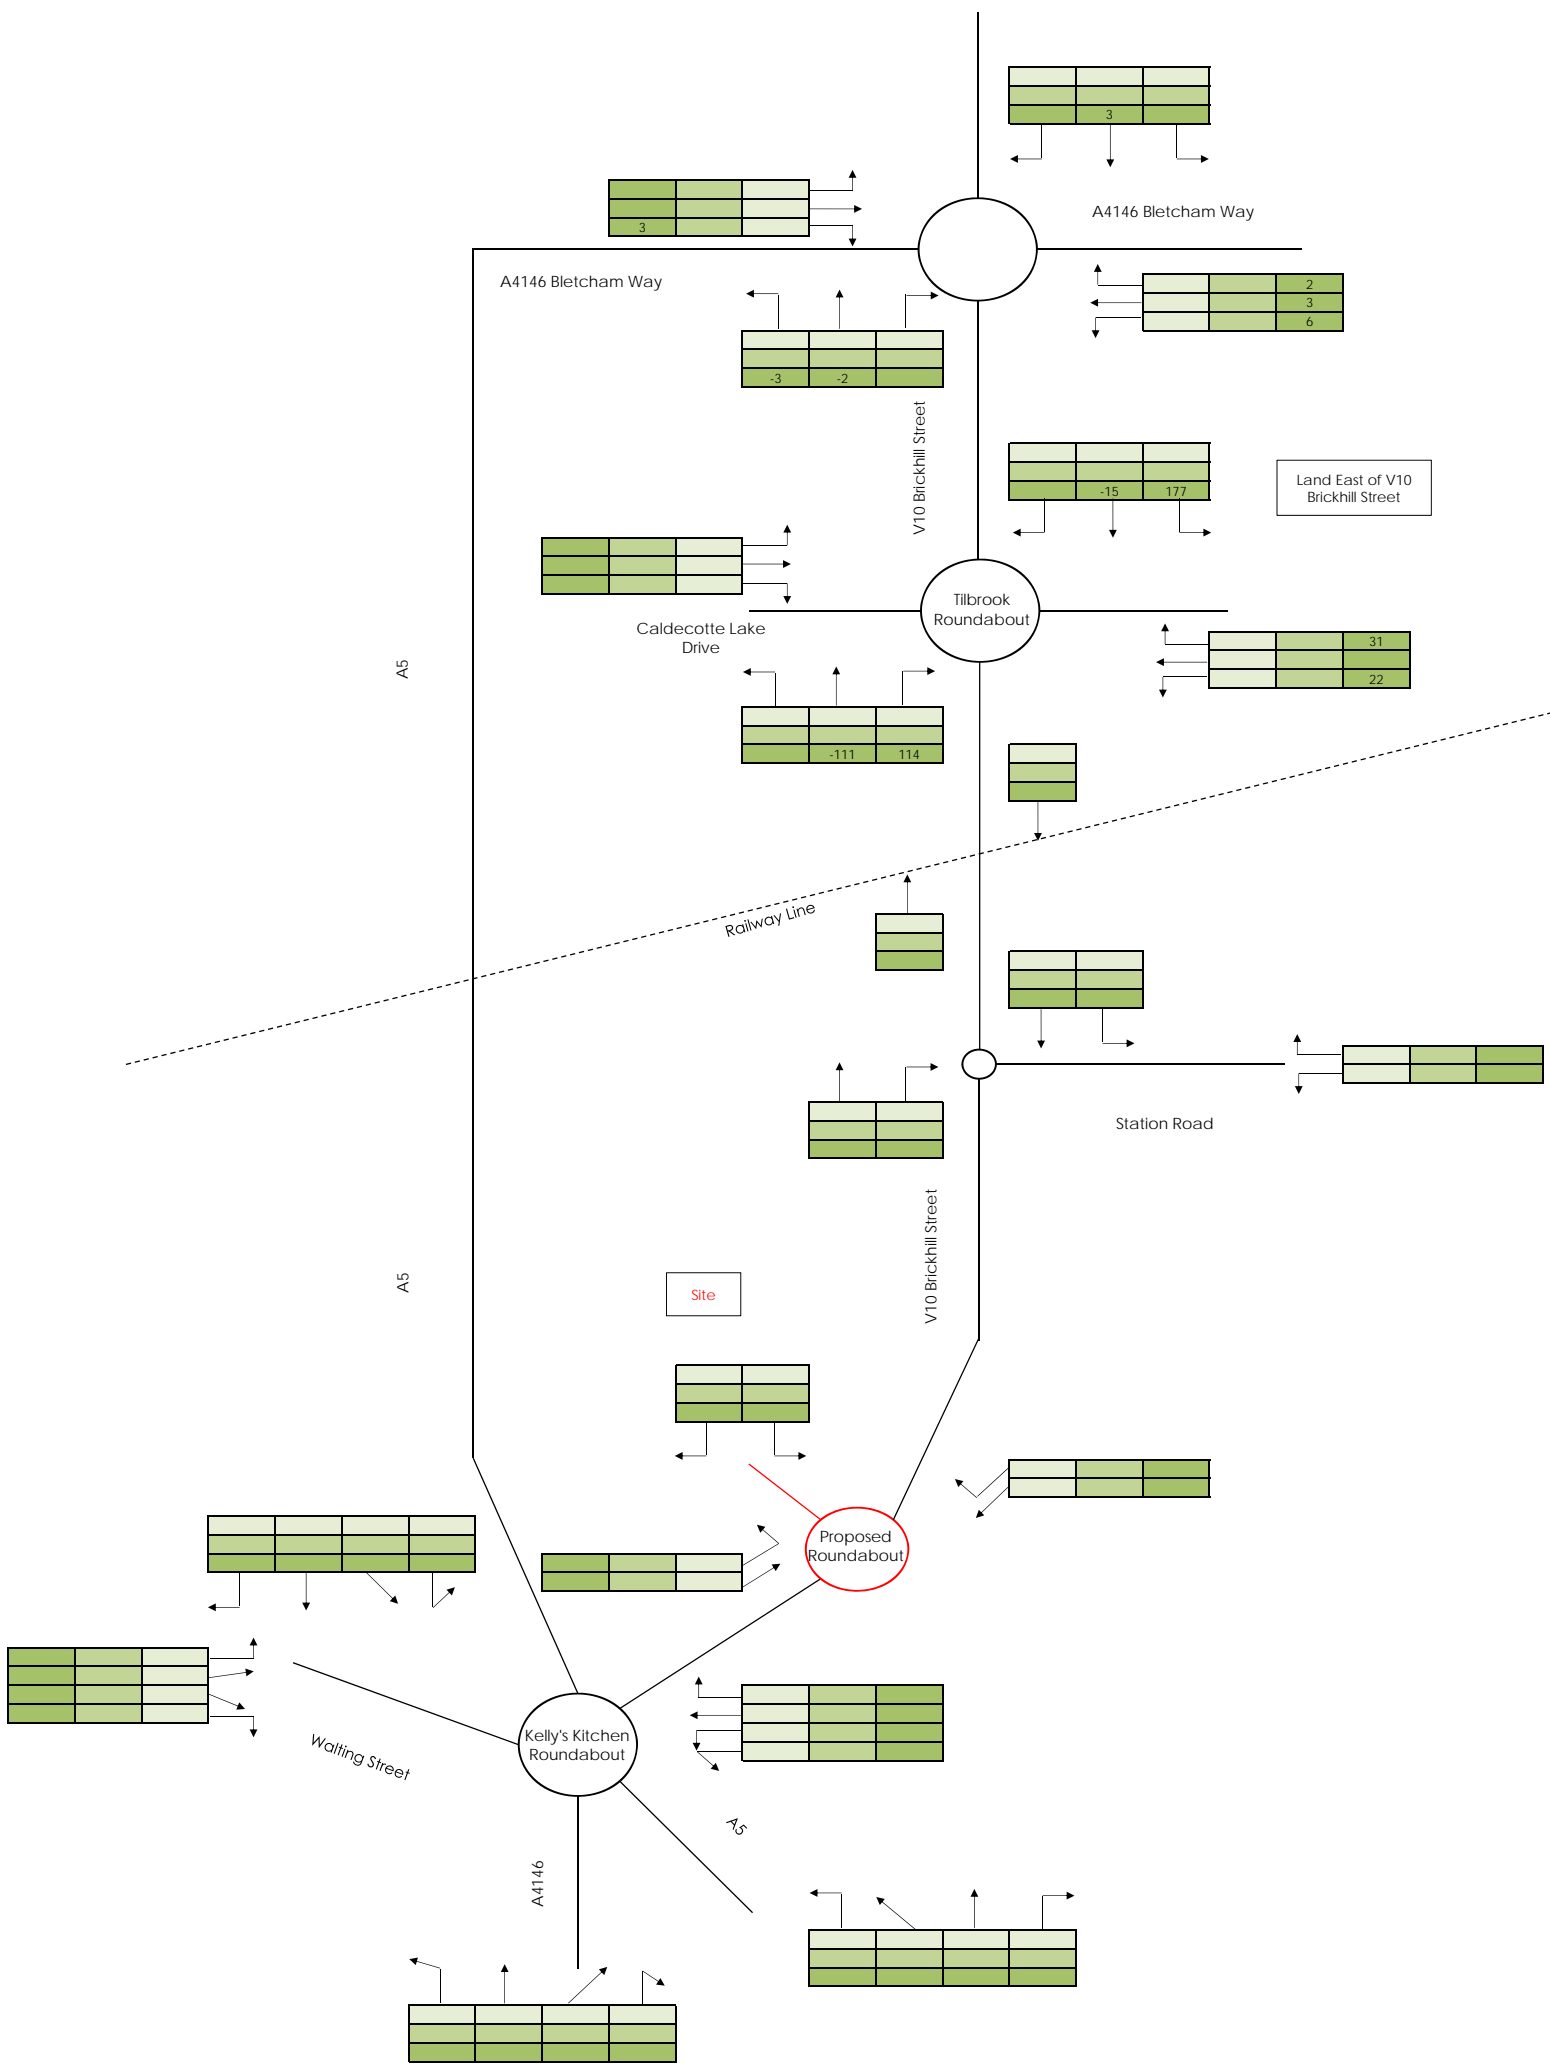 3
A4146 Bletcham Way
3
A4146 Bletcham Way
2
3
6
-3 -2
V10 Brickhill Street
-15 177
Land East of V10
Brickhill Street
Tilbrook
Roundabout
Caldecotte Lake
Drive
31
22
A5
-111 114
Railway Line
Station Road
V10 Brickhill Street
A5
Site
Proposed
Roundabout
Kelly's Kitchen
Roundabout
Walting Street
A5
A4146